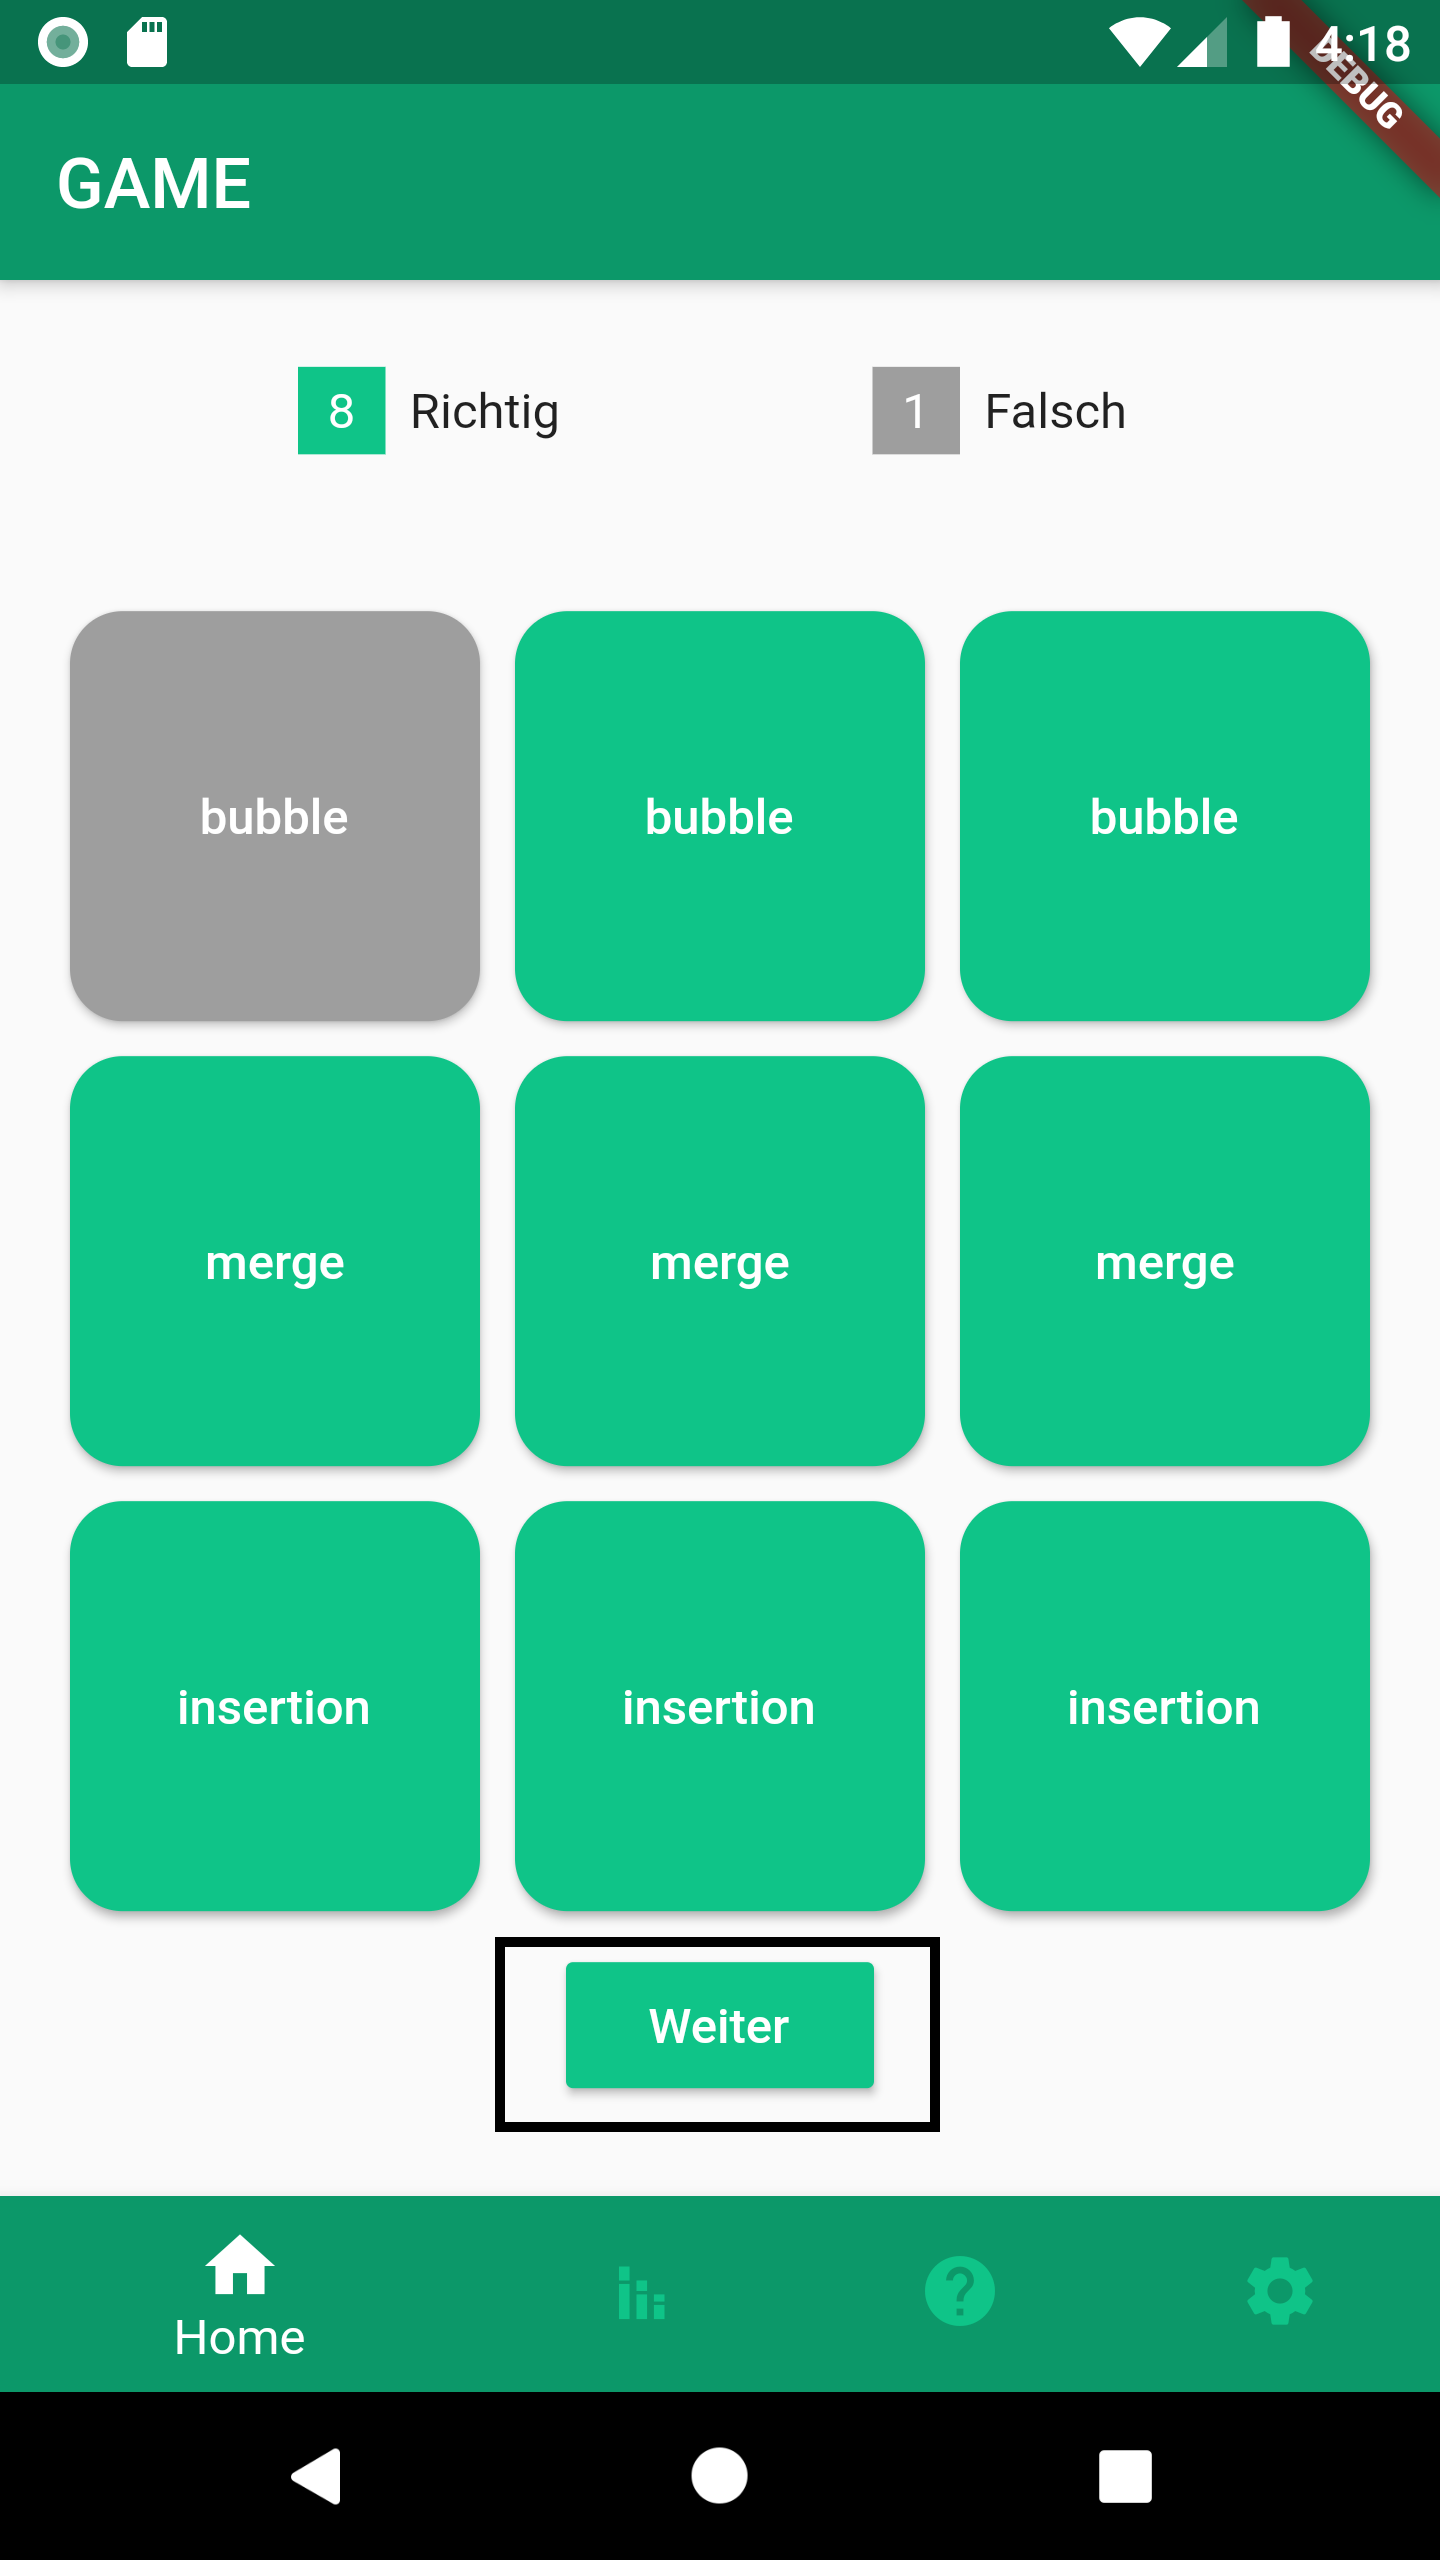 4:18
DEBUG
GAME
8 Richtig 1 Falsch
bubble bubble bubble
merge merge merge
insertion insertion insertion
Weiter
Home